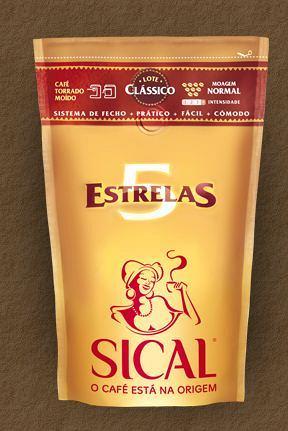 CAFÉ
TORRADO
MOÍDO
LOTE
CLÁSSICO
MOAGEM
NORMAL
INTENSIDADE
SISTEMA DE FECHO + PRÁTICO + FÁCIL + CÓMODO
5
ESTRELAS
SICAL®
O CAFÉ ESTÁ NA ORIGEM